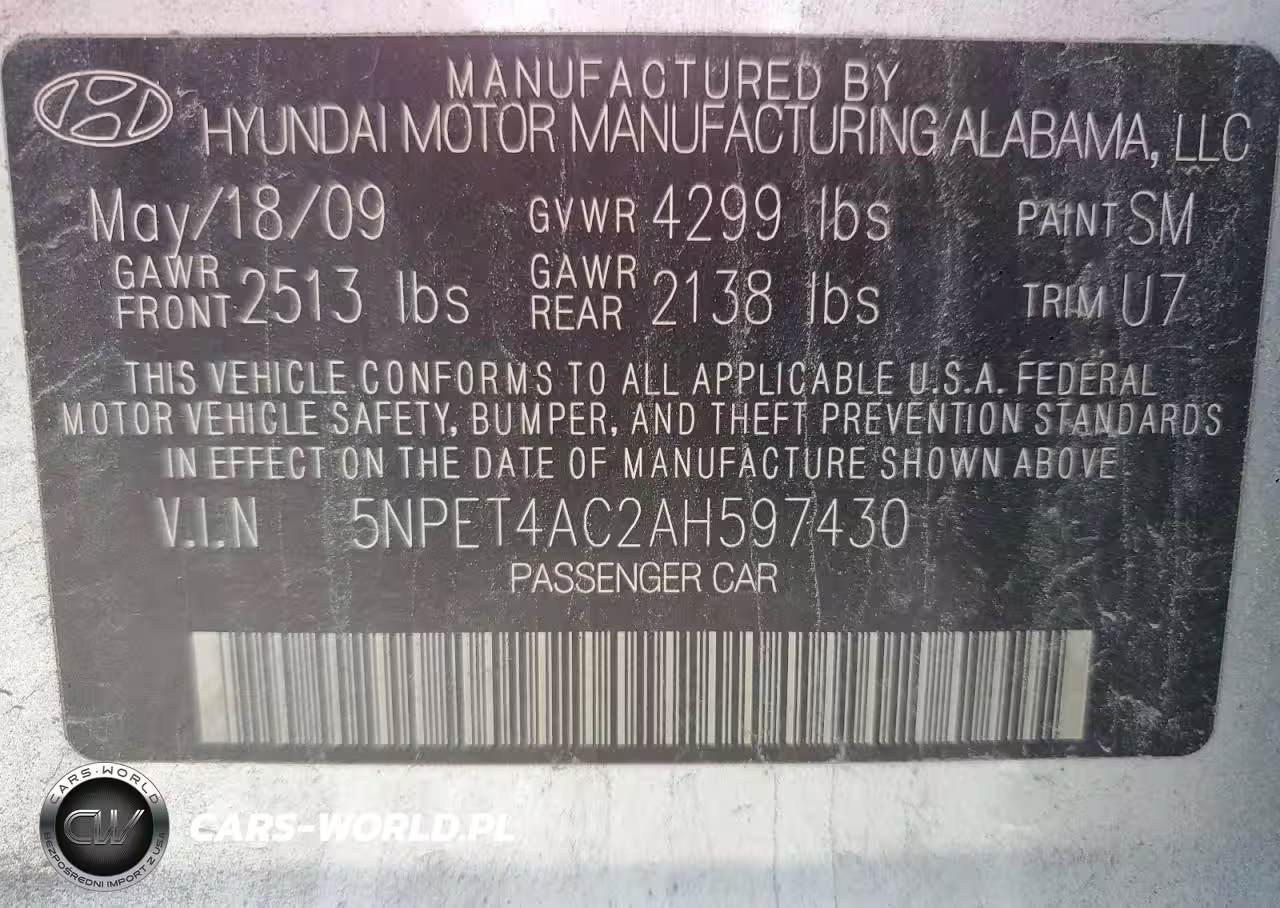 MANUFACTURED BY
HYUNDAI MOTOR MANUFACTURING ALABAMA, LLC
May/18/09 GVWR 4299 lbs PAINT SM
GAWR FRONT 2513 lbs GAWR REAR 2138 lbs TRIM U7
THIS VEHICLE CONFORMS TO ALL APPLICABLE U.S.A. FEDERAL
MOTOR VEHICLE SAFETY, BUMPER, AND THEFT PREVENTION STANDARDS
IN EFFECT ON THE DATE OF MANUFACTURE SHOWN ABOVE
V.I.N 5NPET4AC2AH597430
PASSENGER CAR
CARS-WORLD
CW
BEZPOŚREDNI IMPORT Z USA
CARS-WORLD.PL